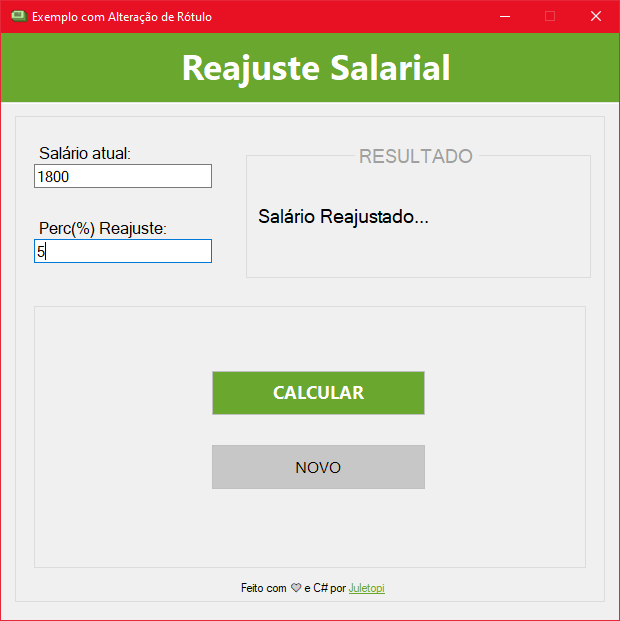 Exemplo com Alteração de Rótulo
Reajuste Salarial
Salário atual:
1800
Perc(%) Reajuste:
5
RESULTADO
Salário Reajustado...
CALCULAR
NOVO
Feito com 🤍 e C# por Juletopi